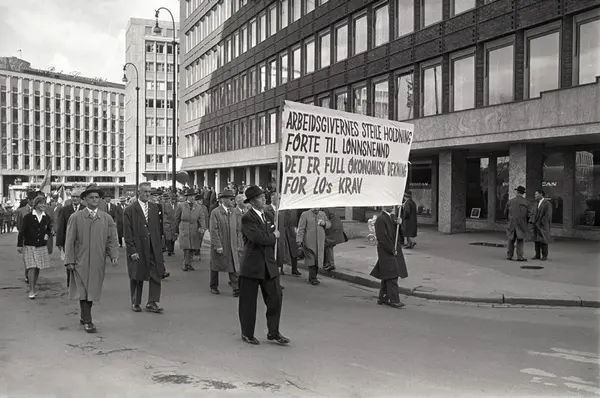 ARBEIDSGIVERNES STEILE HOLDNING
FØRTE TIL LØNNSNEMND
DET ER FULL ØKONOMISK DEKNING
FOR LOs KRAV